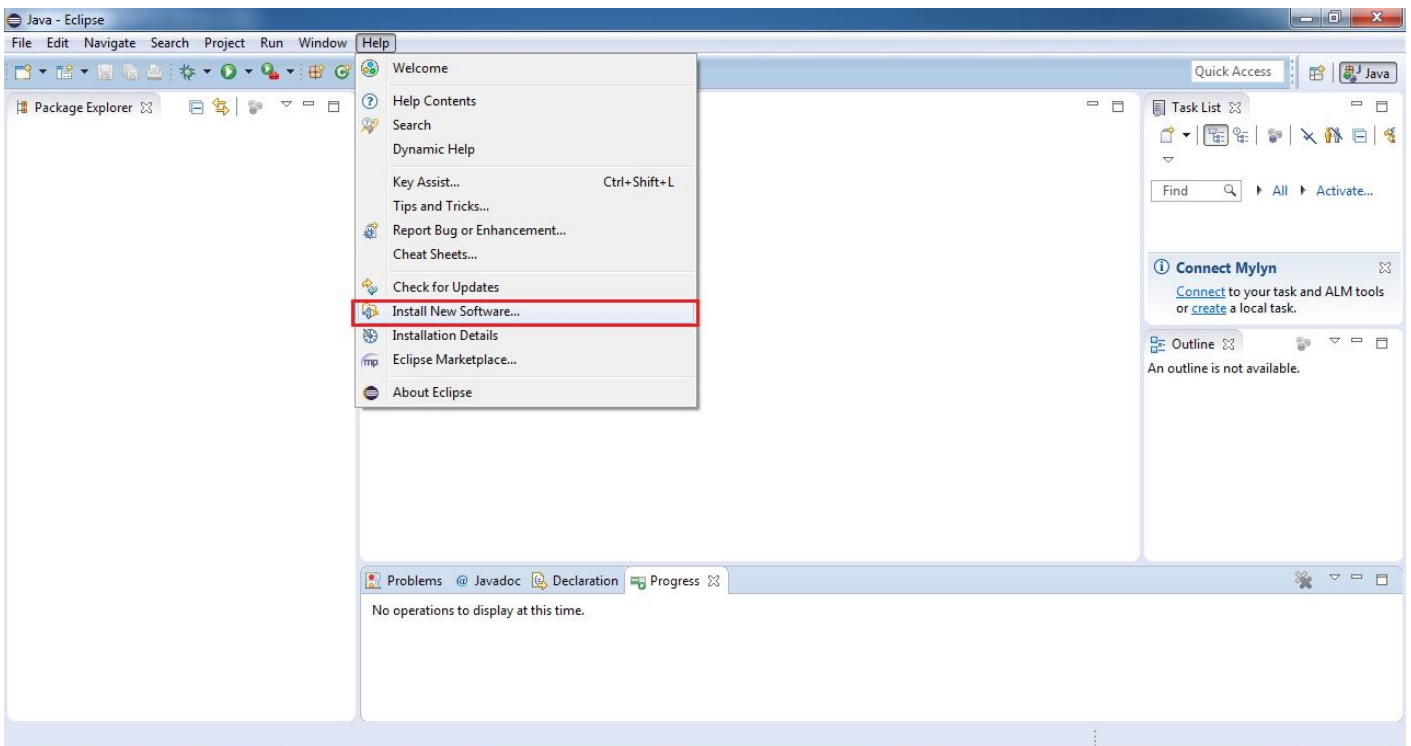 Java - Eclipse
File Edit Navigate Search Project Run Window Help
Quick Access
Java
Package Explorer
Welcome
Help Contents
Search
Dynamic Help
Key Assist... Ctrl+Shift+L
Tips and Tricks...
Report Bug or Enhancement...
Cheat Sheets...
Check for Updates
Install New Software...
Installation Details
mp Eclipse Marketplace...
About Eclipse
Task List
Find All Activate...
Connect Mylyn
Connect to your task and ALM tools
or create a local task.
Outline
An outline is not available.
Problems @ Javadoc Declaration Progress
No operations to display at this time.